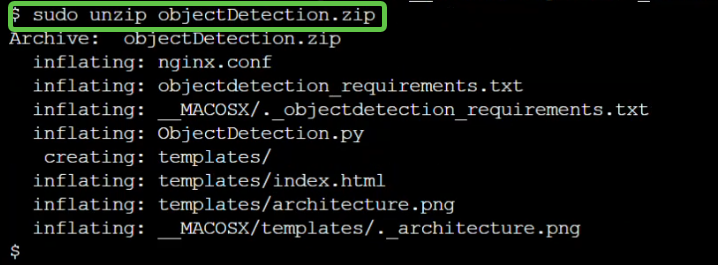 $ sudo unzip objectDetection.zip
Archive:  objectDetection.zip
  inflating: nginx.conf
  inflating: objectdetection_requirements.txt
  inflating: __MACOSX/._objectdetection_requirements.txt
  inflating: ObjectDetection.py
   creating: templates/
  inflating: templates/index.html
  inflating: templates/architecture.png
  inflating: __MACOSX/templates/._architecture.png
$